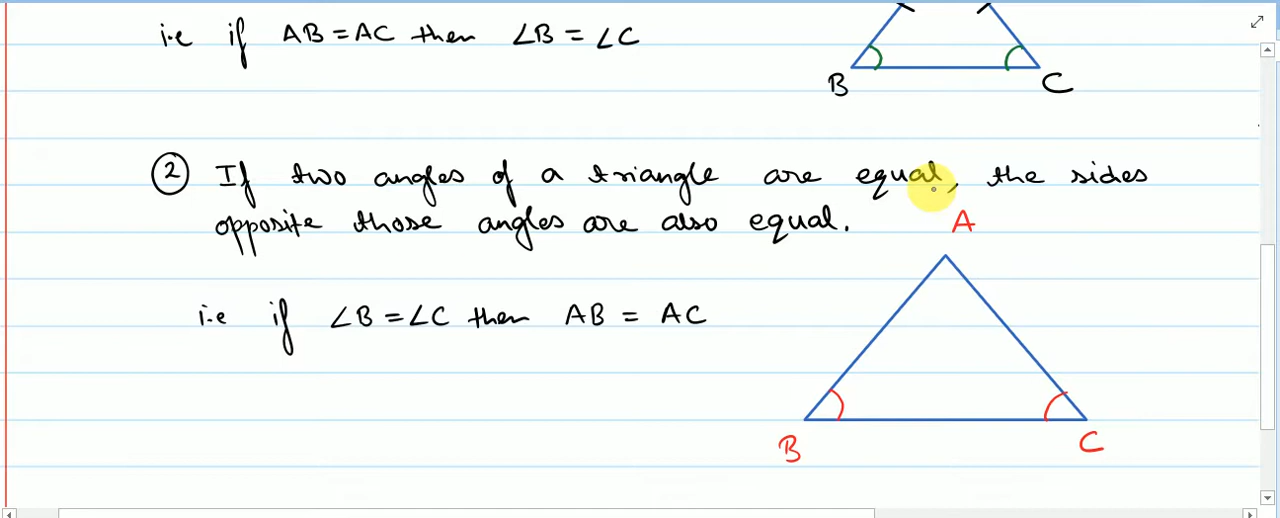 i.e if AB = AC then ∠B = ∠C
B
C
② If two angles of a triangle are equal, the sides
opposite those angles are also equal.
A
i.e if ∠B = ∠C then AB = AC
B
C